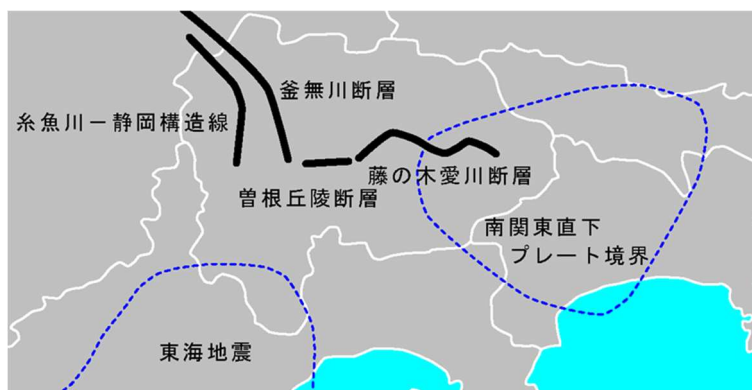 釜無川断層
糸魚川－静岡構造線
藤の木愛川断層
曽根丘陵断層
南関東直下
プレート境界
東海地震